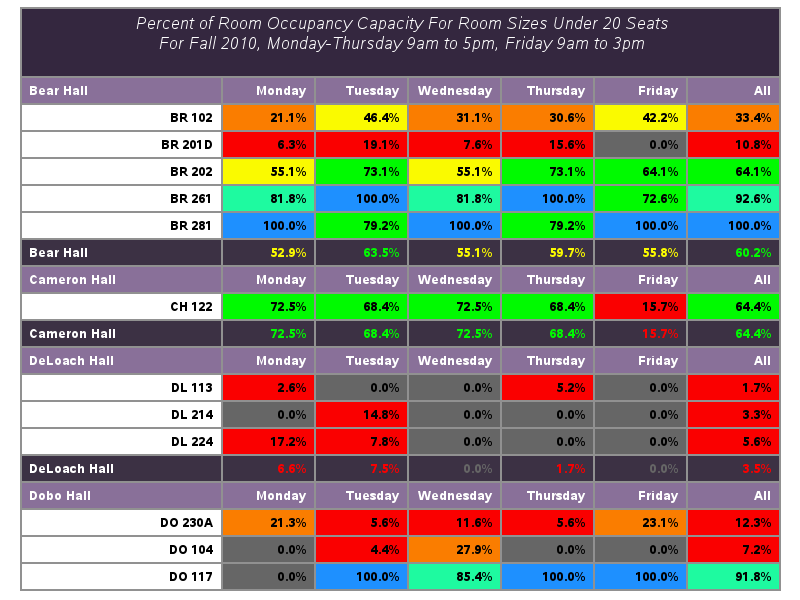 Percent of Room Occupancy Capacity For Room Sizes Under 20 Seats
For Fall 2010, Monday-Thursday 9am to 5pm, Friday 9am to 3pm
Bear Hall Monday Tuesday Wednesday Thursday Friday All
BR 102 21.1% 46.4% 31.1% 30.6% 42.2% 33.4%
BR 201D 6.3% 19.1% 7.6% 15.6% 0.0% 10.8%
BR 202 55.1% 73.1% 55.1% 73.1% 64.1% 64.1%
BR 261 81.8% 100.0% 81.8% 100.0% 72.6% 92.6%
BR 281 100.0% 79.2% 100.0% 79.2% 100.0% 100.0%
Bear Hall 52.9% 63.5% 55.1% 59.7% 55.8% 60.2%
Cameron Hall Monday Tuesday Wednesday Thursday Friday All
CH 122 72.5% 68.4% 72.5% 68.4% 15.7% 64.4%
Cameron Hall 72.5% 68.4% 72.5% 68.4% 15.7% 64.4%
DeLoach Hall Monday Tuesday Wednesday Thursday Friday All
DL 113 2.6% 0.0% 0.0% 5.2% 0.0% 1.7%
DL 214 0.0% 14.8% 0.0% 0.0% 0.0% 3.3%
DL 224 17.2% 7.8% 0.0% 0.0% 0.0% 5.6%
DeLoach Hall 6.6% 7.5% 0.0% 1.7% 0.0% 3.5%
Dobo Hall Monday Tuesday Wednesday Thursday Friday All
DO 230A 21.3% 5.6% 11.6% 5.6% 23.1% 12.3%
DO 104 0.0% 4.4% 27.9% 0.0% 0.0% 7.2%
DO 117 0.0% 100.0% 85.4% 100.0% 100.0% 91.8%